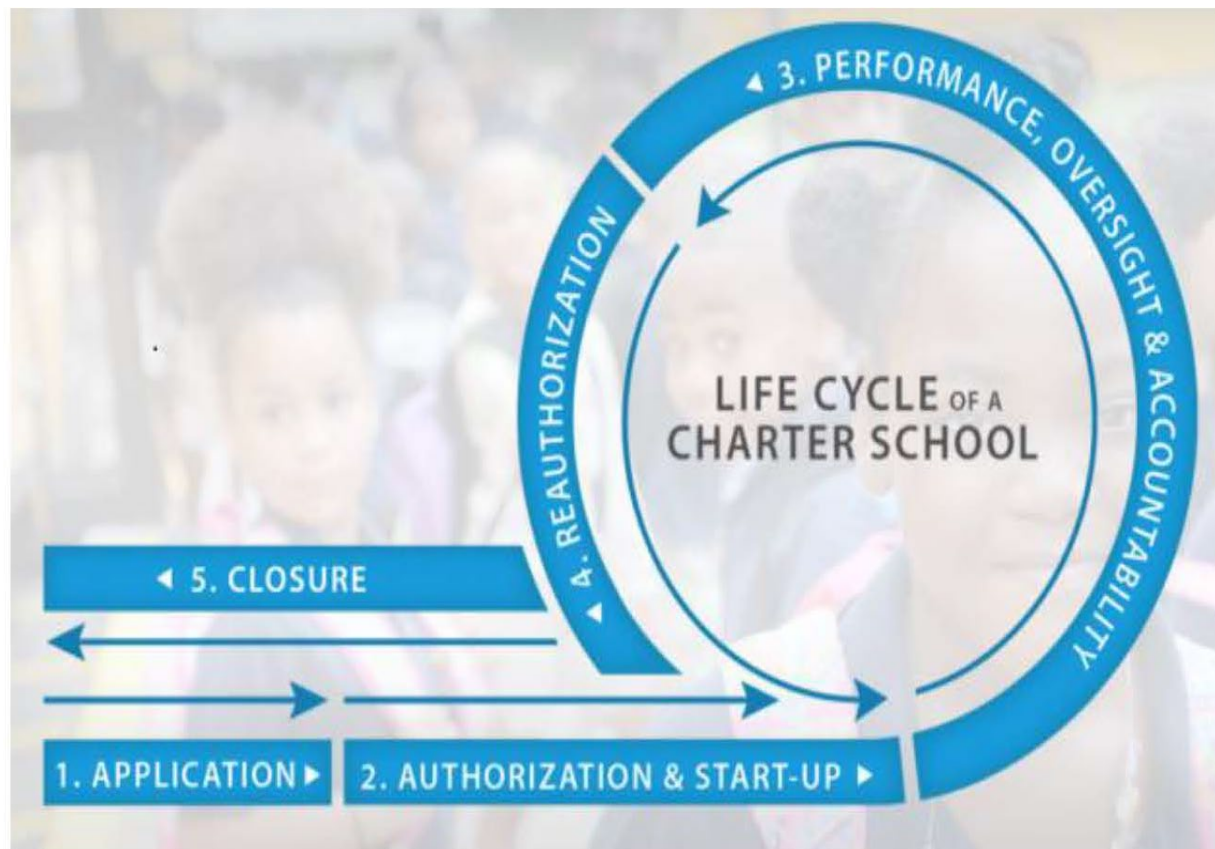 3. PERFORMANCE, OVERSIGHT & ACCOUNTABILITY
4. REAUTHORIZATION
LIFE CYCLE OF A
CHARTER SCHOOL
5. CLOSURE
1. APPLICATION
2. AUTHORIZATION & START-UP